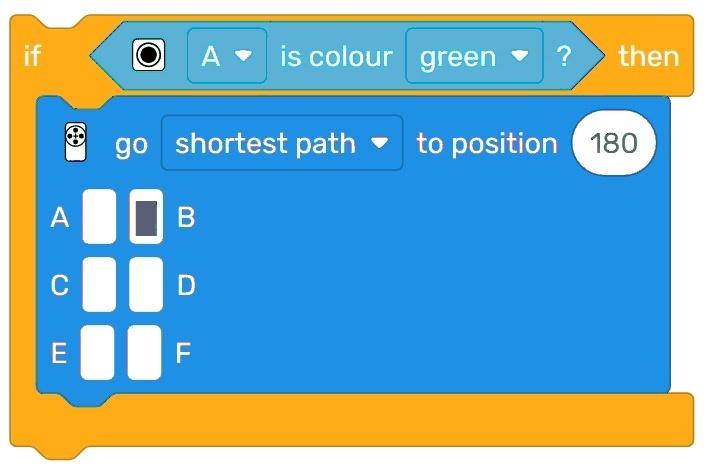 if A is colour green ? then
go shortest path to position 180
A B
C D
E F